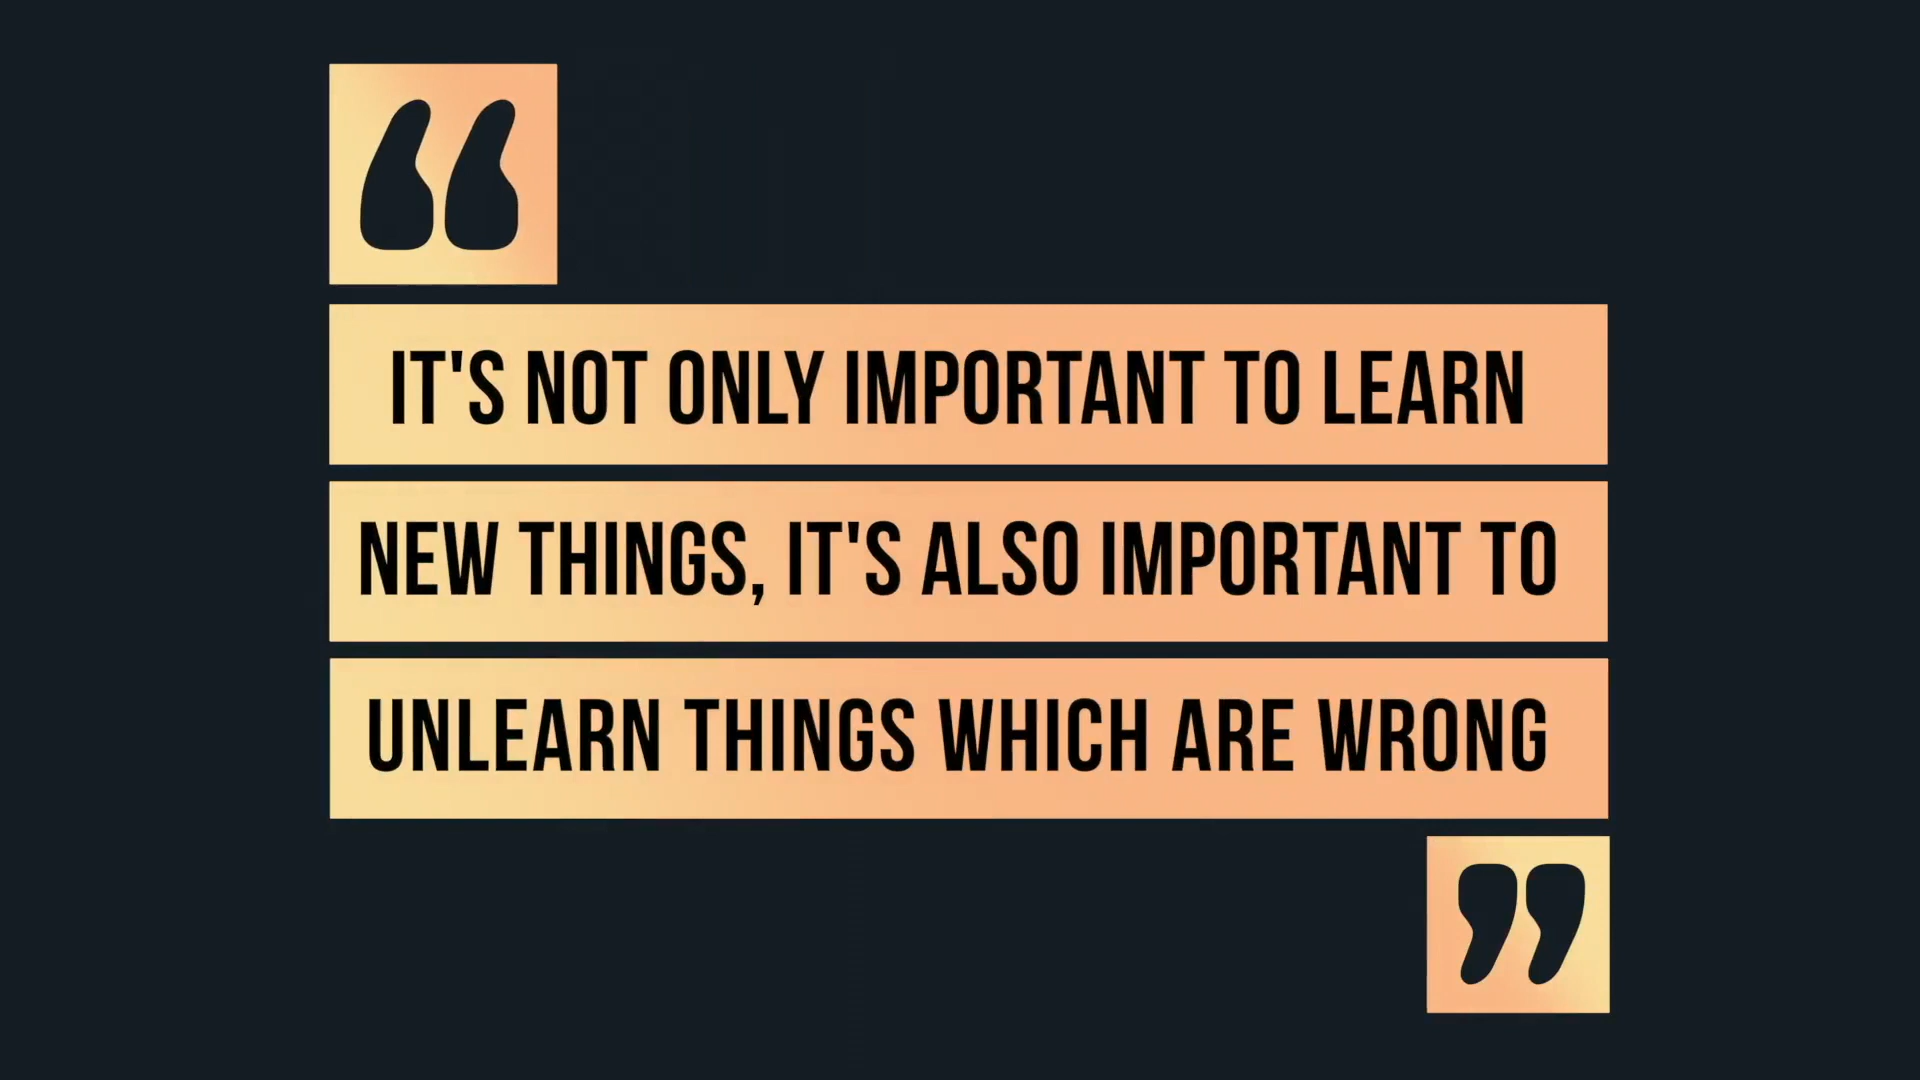 “
IT'S NOT ONLY IMPORTANT TO LEARN
NEW THINGS, IT'S ALSO IMPORTANT TO
UNLEARN THINGS WHICH ARE WRONG
”